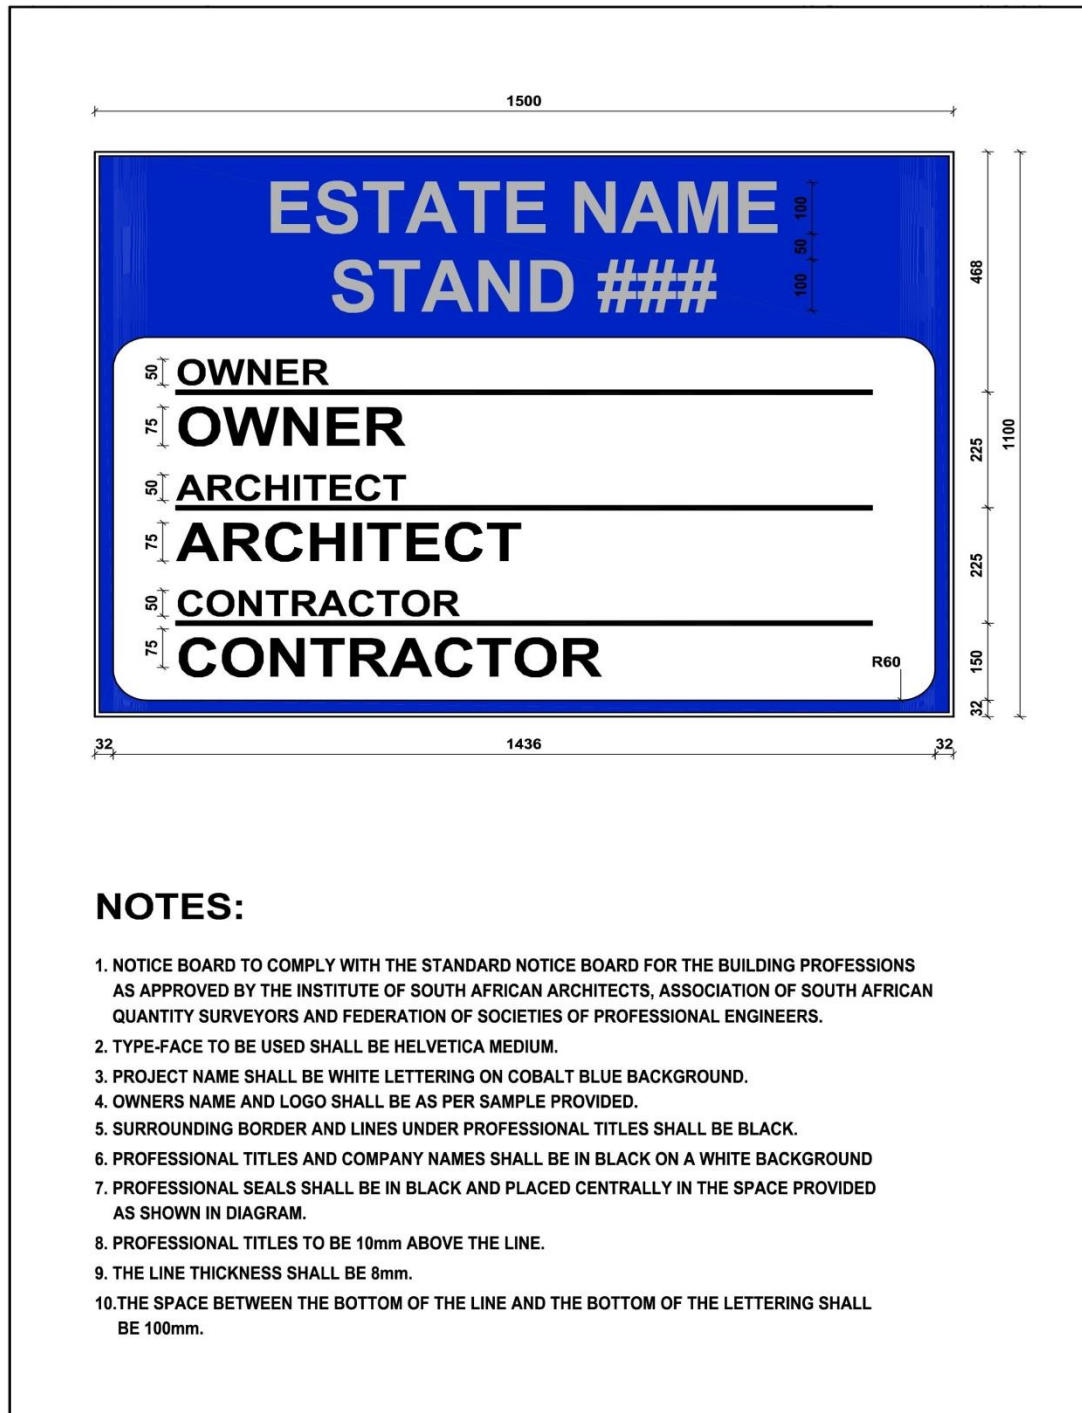 1500
ESTATE NAME
100
50
STAND ###
100
468
50 OWNER
75 OWNER
225
1100
50 ARCHITECT
75 ARCHITECT
225
50 CONTRACTOR
75 CONTRACTOR
R60
150
32
32 1436 32
NOTES:
1. NOTICE BOARD TO COMPLY WITH THE STANDARD NOTICE BOARD FOR THE BUILDING PROFESSIONS
AS APPROVED BY THE INSTITUTE OF SOUTH AFRICAN ARCHITECTS, ASSOCIATION OF SOUTH AFRICAN
QUANTITY SURVEYORS AND FEDERATION OF SOCIETIES OF PROFESSIONAL ENGINEERS.
2. TYPE-FACE TO BE USED SHALL BE HELVETICA MEDIUM.
3. PROJECT NAME SHALL BE WHITE LETTERING ON COBALT BLUE BACKGROUND.
4. OWNERS NAME AND LOGO SHALL BE AS PER SAMPLE PROVIDED.
5. SURROUNDING BORDER AND LINES UNDER PROFESSIONAL TITLES SHALL BE BLACK.
6. PROFESSIONAL TITLES AND COMPANY NAMES SHALL BE IN BLACK ON A WHITE BACKGROUND
7. PROFESSIONAL SEALS SHALL BE IN BLACK AND PLACED CENTRALLY IN THE SPACE PROVIDED
AS SHOWN IN DIAGRAM.
8. PROFESSIONAL TITLES TO BE 10mm ABOVE THE LINE.
9. THE LINE THICKNESS SHALL BE 8mm.
10.THE SPACE BETWEEN THE BOTTOM OF THE LINE AND THE BOTTOM OF THE LETTERING SHALL
BE 100mm.